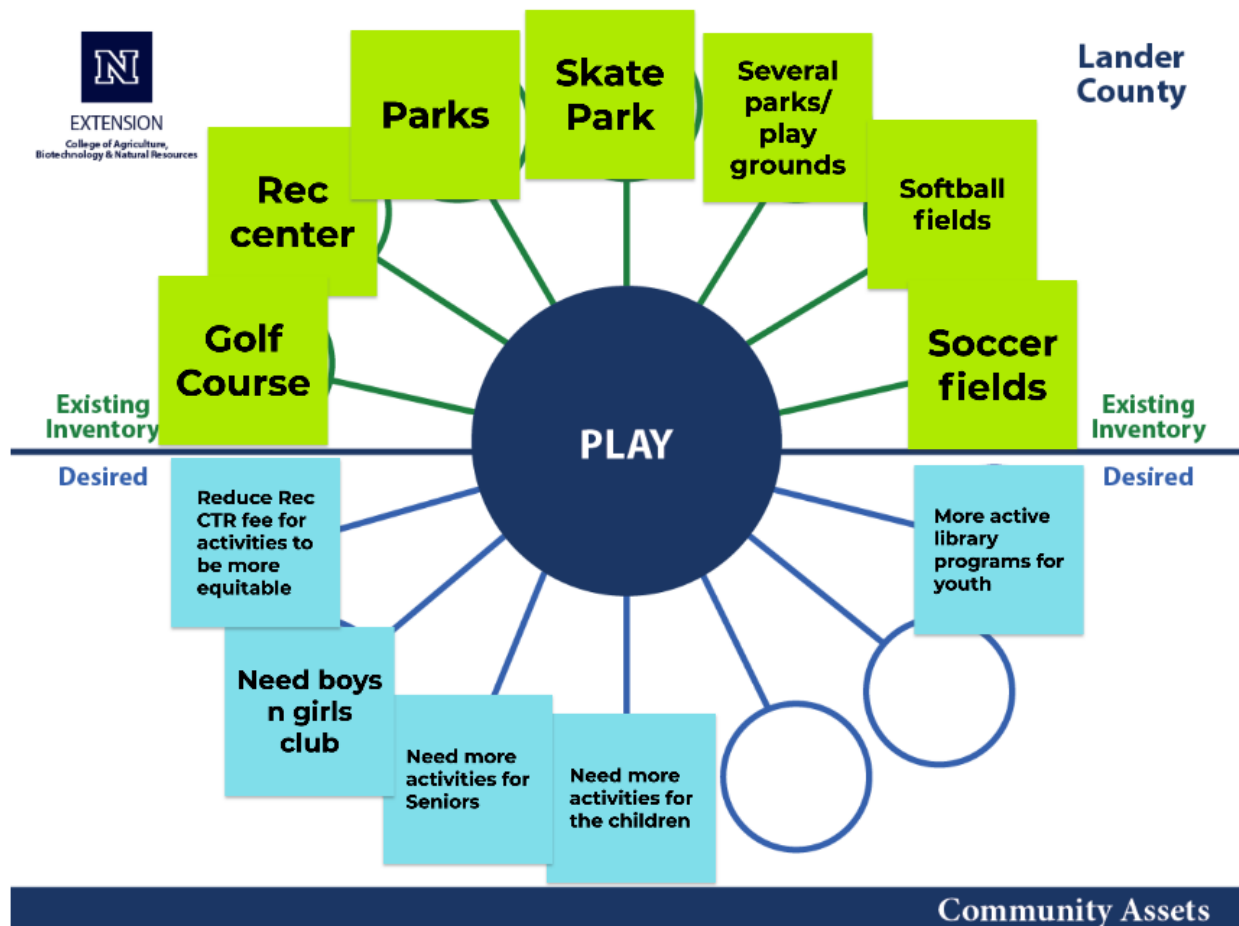 N
EXTENSION
College of Agriculture,
Biotechnology & Natural Resources
Lander
County
Golf
Course
Rec
center
Parks
Skate
Park
Several
parks/
play
grounds
Softball
fields
Soccer
fields
Existing
Inventory
Existing
Inventory
PLAY
Desired
Desired
Reduce Rec
CTR fee for
activities to
be more
equitable
Need boys
n girls
club
Need more
activities for
Seniors
Need more
activities for
the children
More active
library
programs for
youth
Community Assets